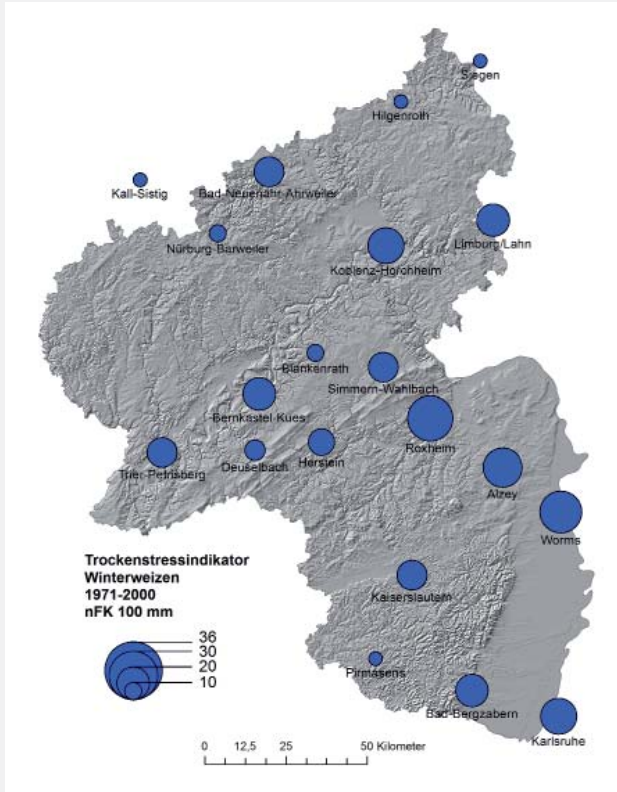 Siegen
Hilgenroth
Kall-Sistig
Bad-Neuenahr-Ahrweiler
Nürburg-Barweiler
Limburg/Lahn
Koblenz-Horchheim
Blankenrath
Simmern-Wahlbach
Bernkastel-Kues
Roxheim
Trier-Petrisberg
Deuselbach
Herstein
Alzey
Worms
Trockenstressindikator
Winterweizen
1971-2000
nFK 100 mm
36
30
20
10
Kaiserslautern
Pirmasens
Bad-Bergzabern
Karlsruhe
0 12,5 25 50 Kilometer